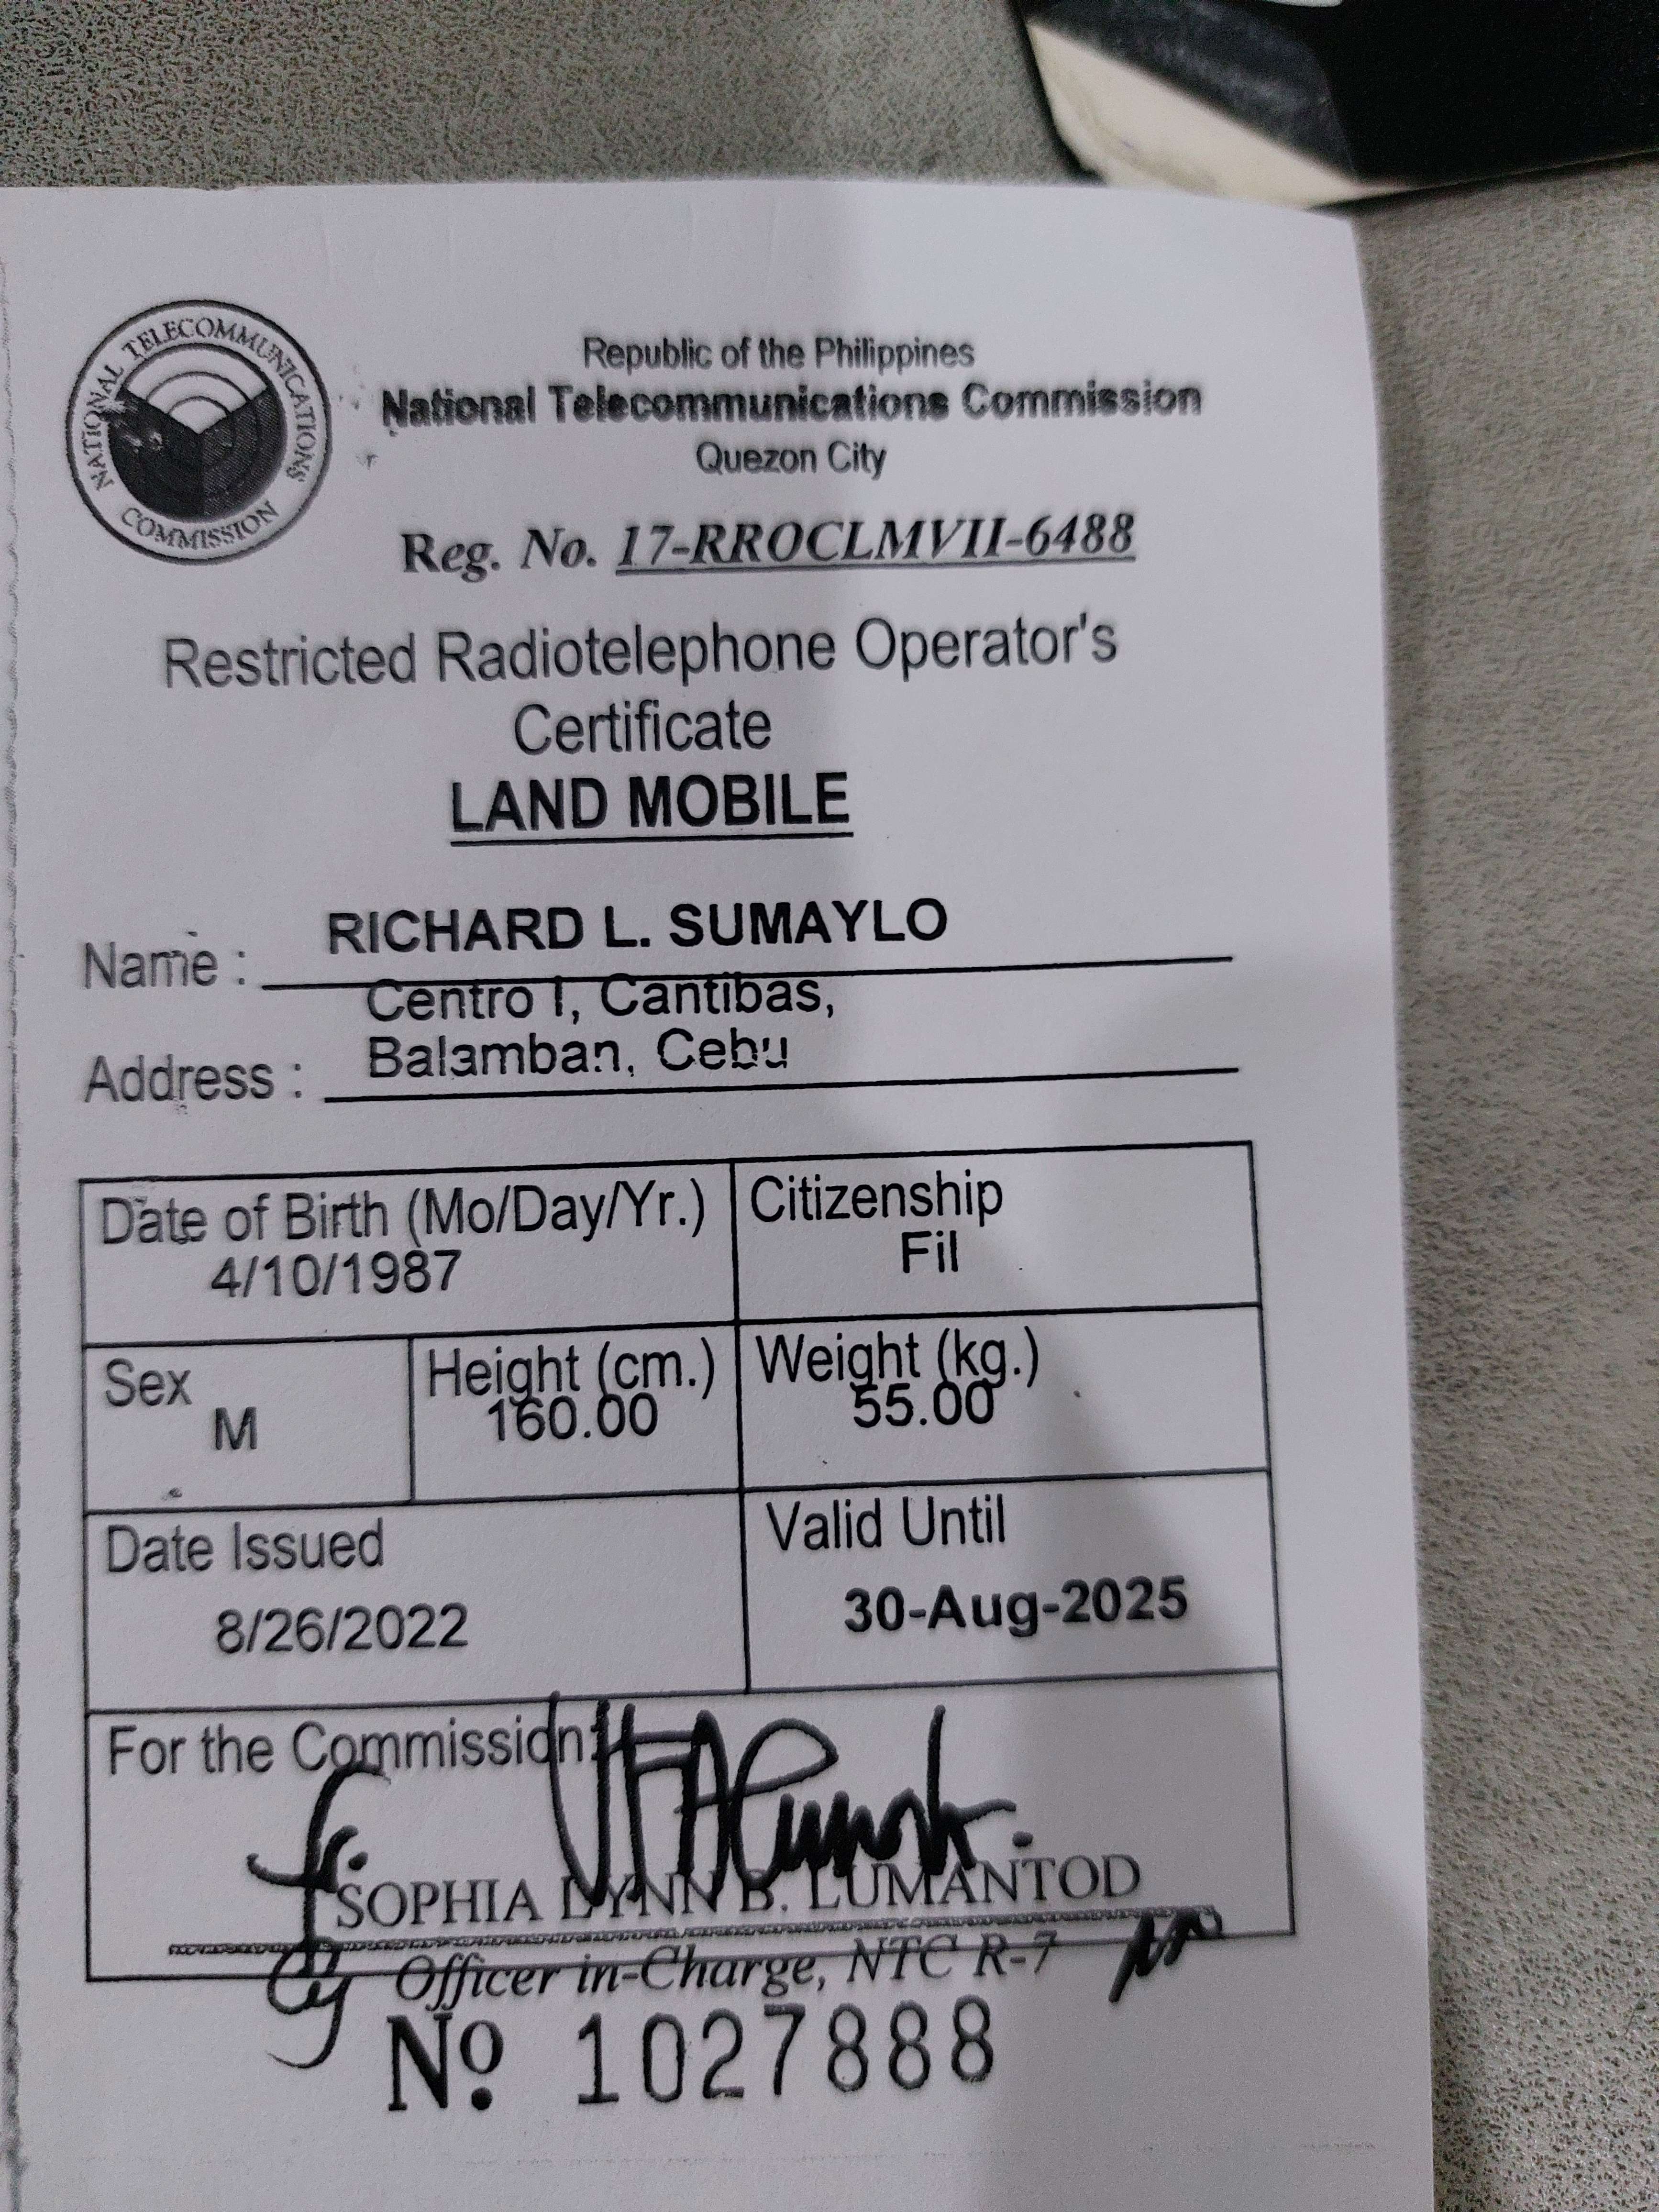 NATIONAL TELECOMMUNICATIONS COMMISSION
Republic of the Philippines
National Telecommunications Commission
Quezon City
Reg. No. 17-RROCLMVII-6488
Restricted Radiotelephone Operator's
Certificate
LAND MOBILE
Name : RICHARD L. SUMAYLO
Centro I, Cantibas,
Address : Balamban, Cebu
Date of Birth (Mo/Day/Yr.) Citizenship
4/10/1987 Fil
Sex Height (cm.) Weight (kg.)
M 160.00 55.00
Date Issued Valid Until
8/26/2022 30-Aug-2025
For the Commission:
SOPHIA LYNN B. LUMANTOD
Officer in-Charge, NTC R-7
No. 1027888